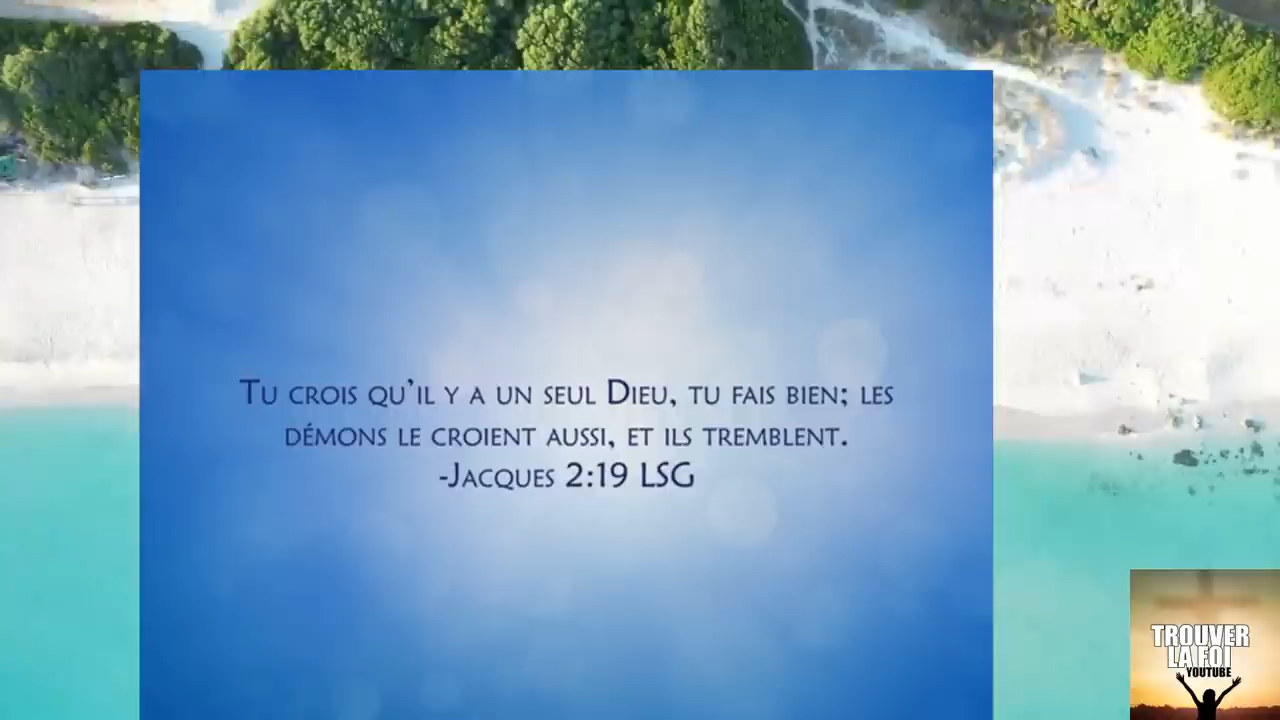 Tu crois qu'il y a un seul Dieu, tu fais bien; les
démons le croient aussi, et ils tremblent.
-Jacques 2:19 LSG
TROUVER
LA FOI
YOUTUBE